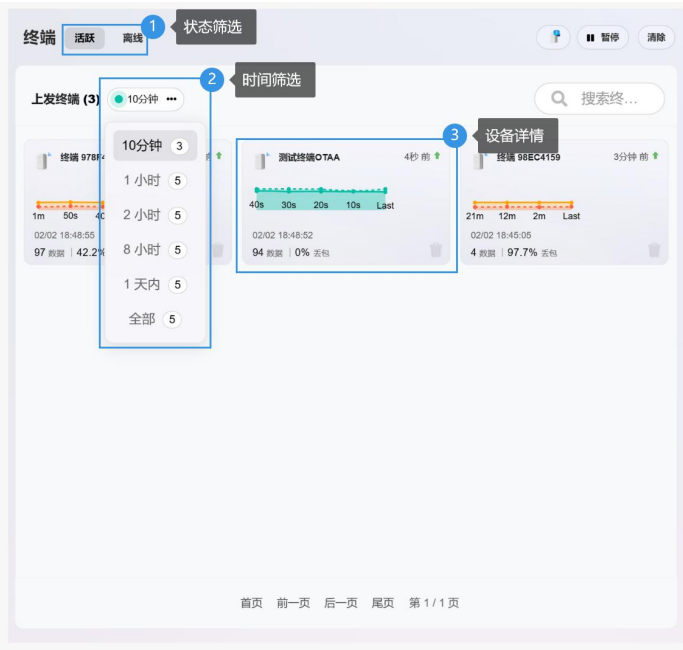 1 状态筛选
终端 活跃 离线 暂停 清除
2 时间筛选
上发终端 (3) 10分钟 ••• 搜索终...
3 设备详情
10分钟 3
1 小时 5
2 小时 5
8 小时 5
1 天内 5
全部 5
终端 978F4 前
1m 50s
02/02 18:48:55
97 数据 | 42.2%
测试终端OTAA 4秒 前
40s 30s 20s 10s Last
02/02 18:48:52
94 数据 | 0% 丢包
终端 98EC4159 3分钟 前
21m 12m 2m Last
02/02 18:45:05
4 数据 | 97.7% 丢包
首页 前一页 后一页 尾页 第 1 / 1 页